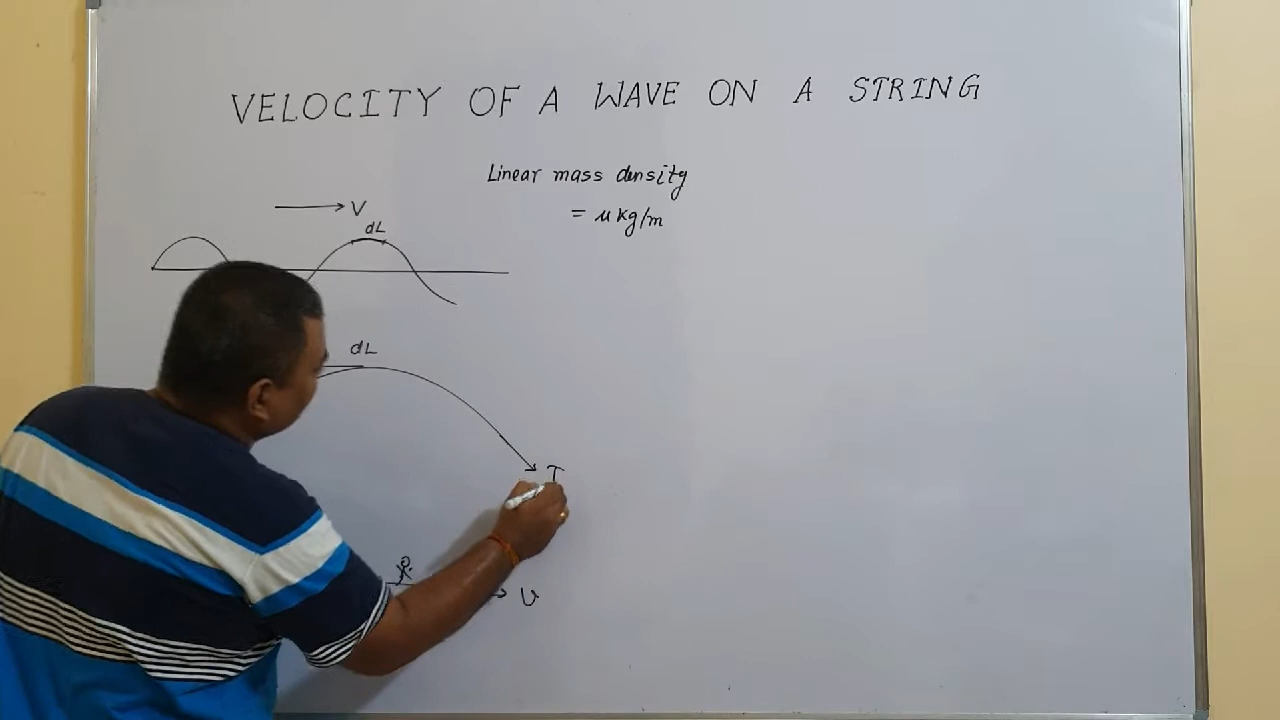 VELOCITY OF A WAVE ON A STRING
Linear mass density
= μ kg/m
V
dL
dL
T
v